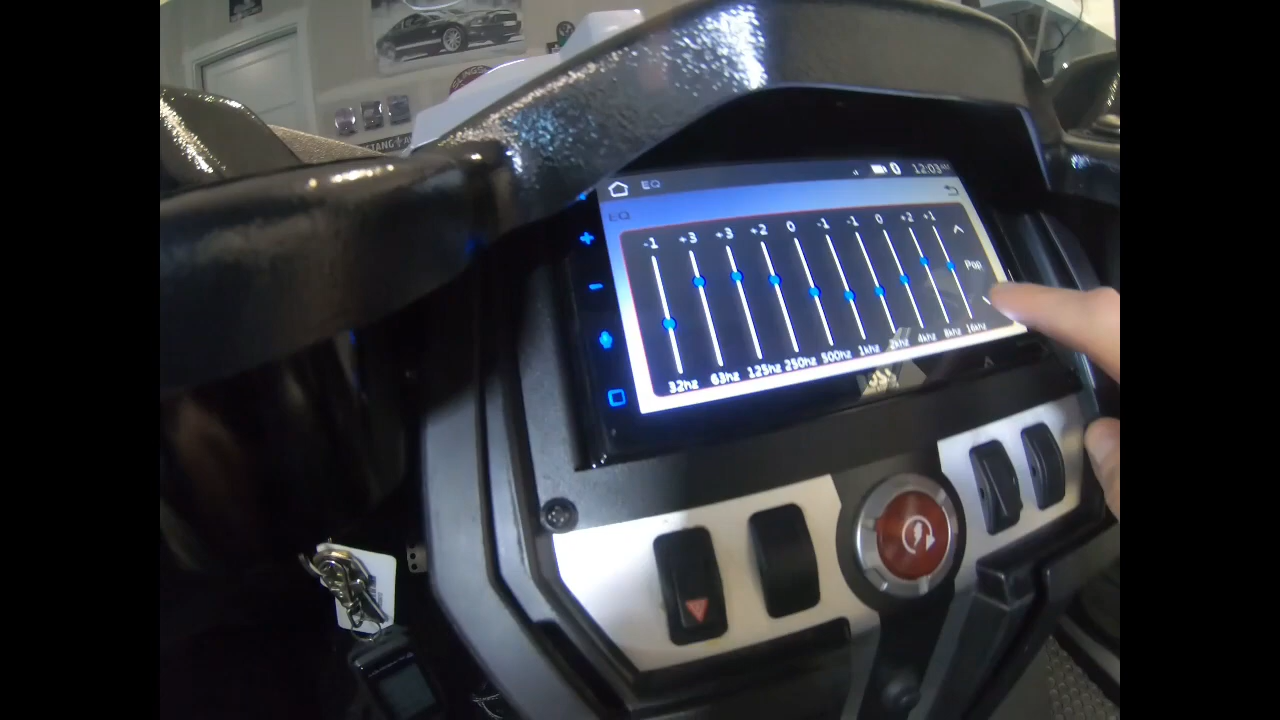 EQ 12:03
EQ
-1 +3 +3 +2 0 -1 -1 0 +2 +1
Pop
32hz 63hz 125hz 250hz 500hz 1khz 2khz 4khz 8khz 16khz